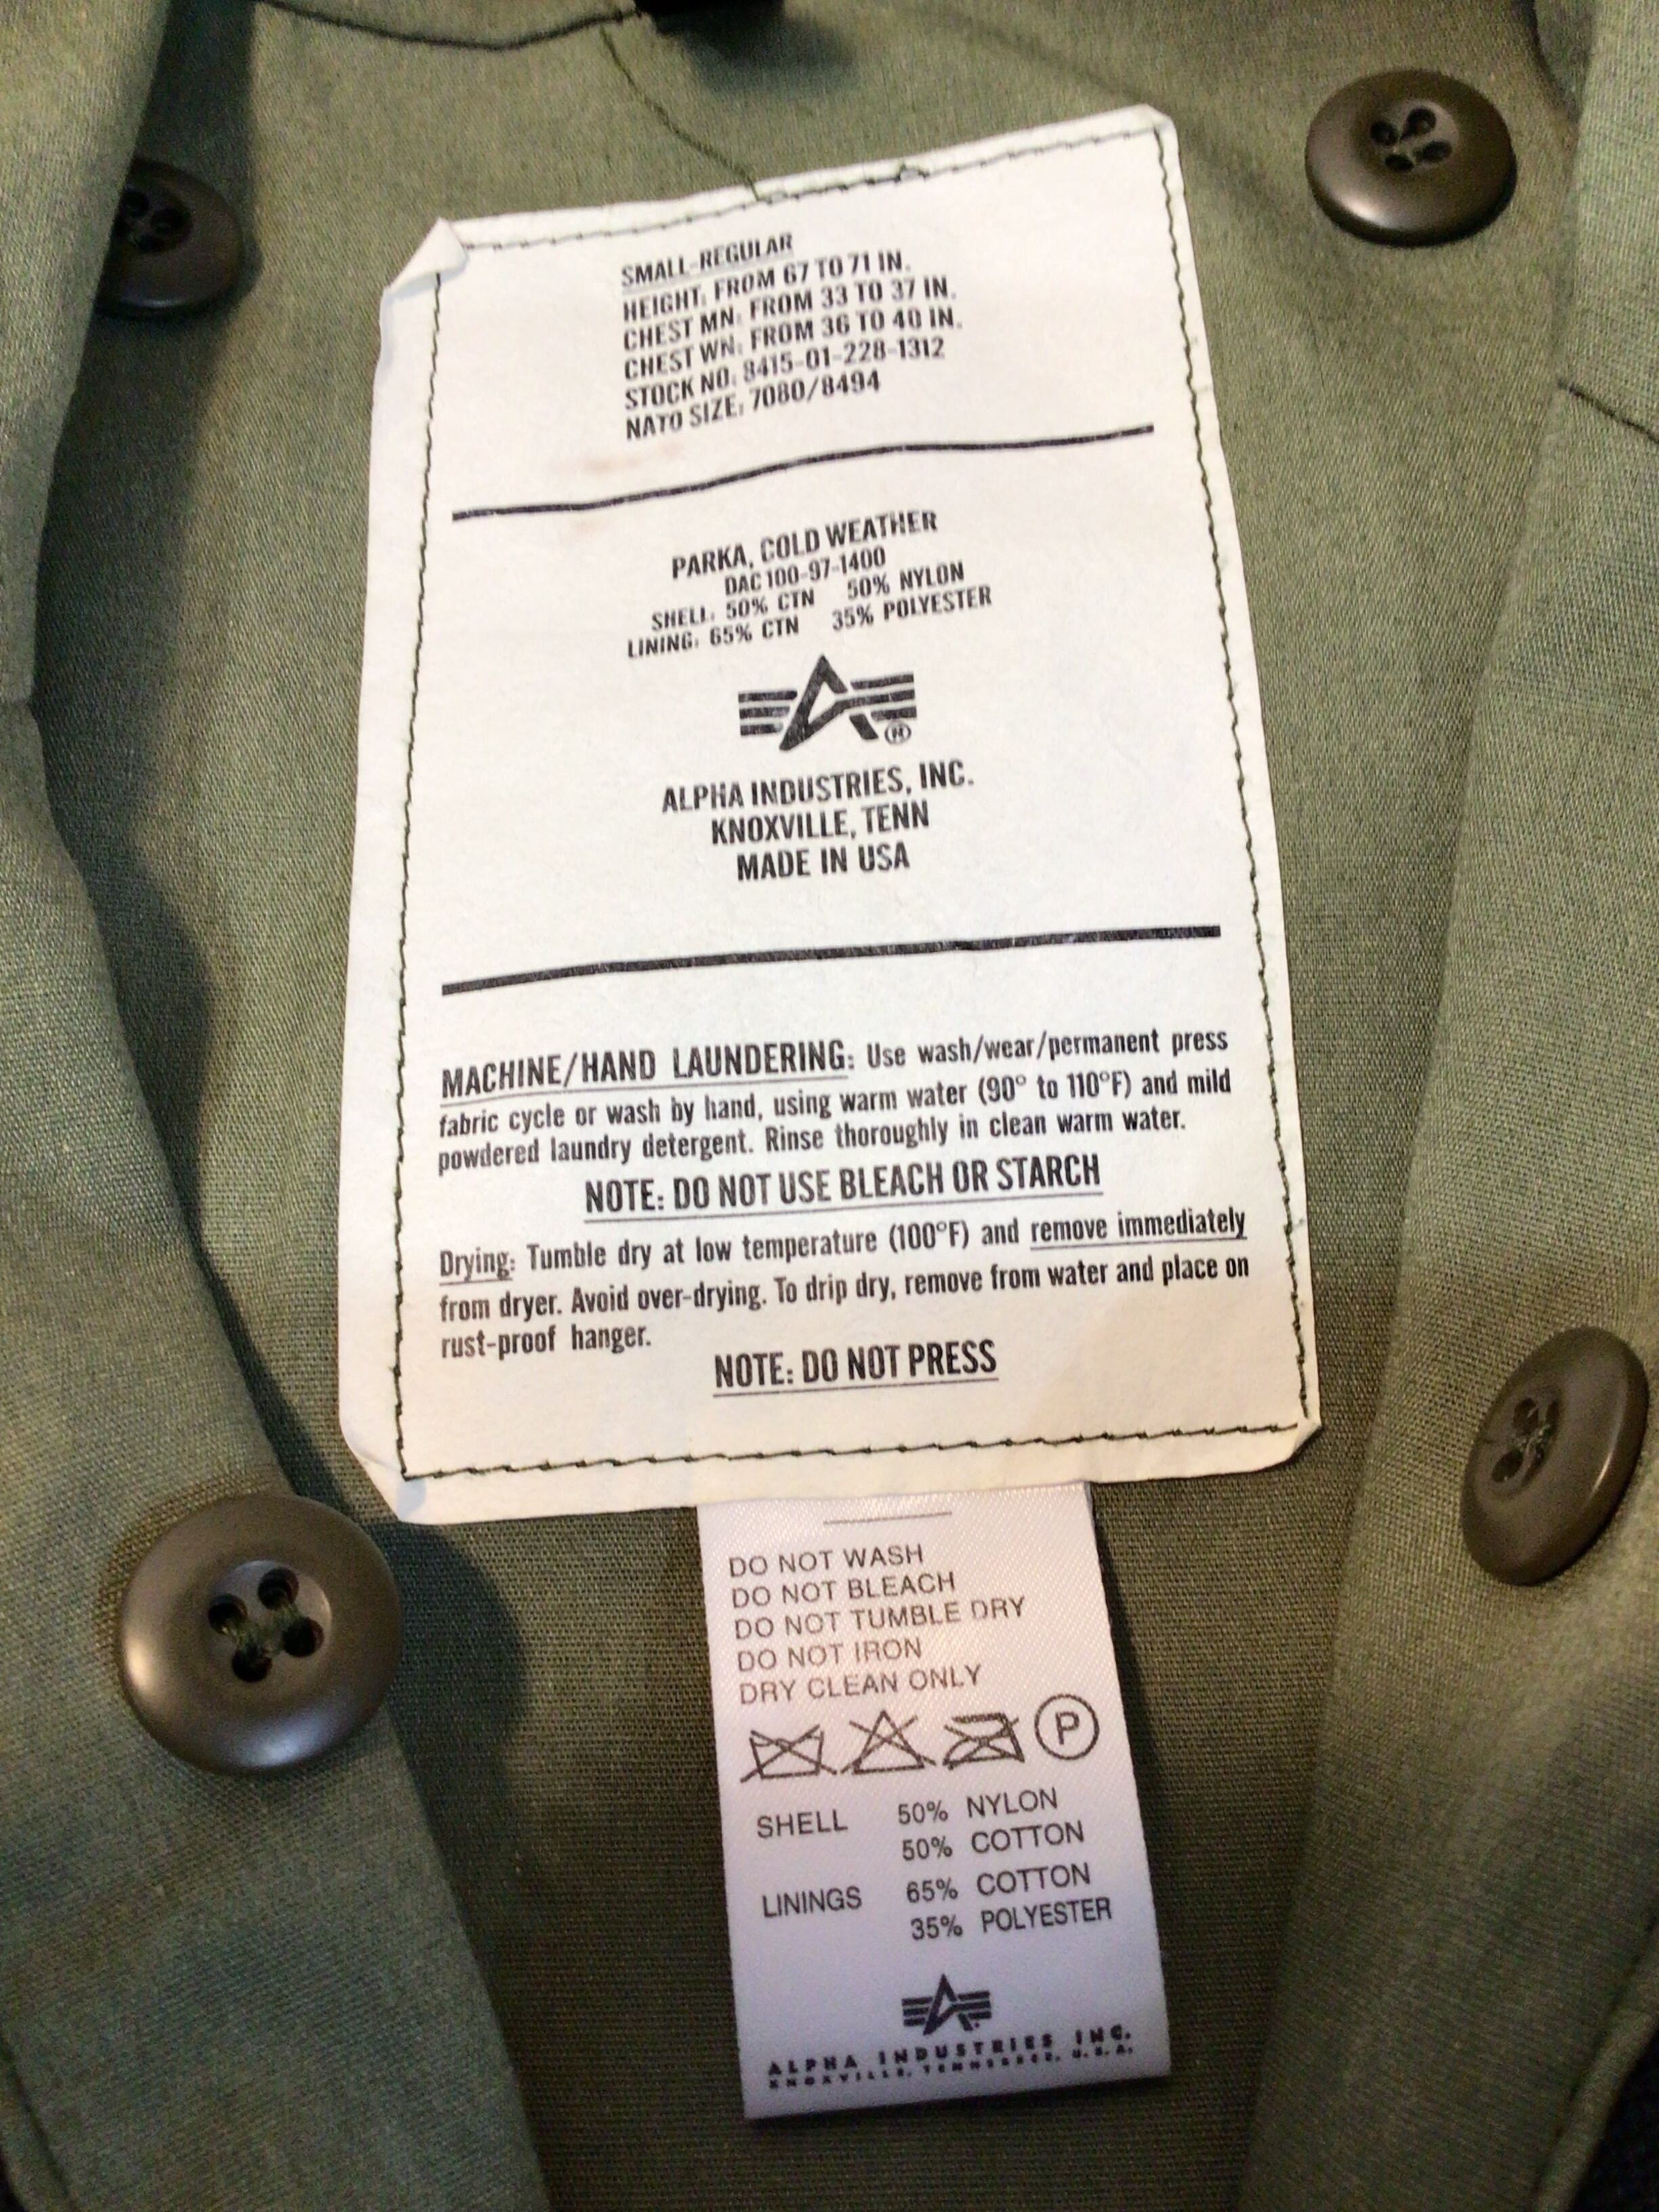 SMALL-REGULAR
HEIGHT: FROM 67 TO 71 IN.
CHEST MN: FROM 33 TO 37 IN.
CHEST WN: FROM 36 TO 40 IN.
STOCK NO: 8415-01-228-1312
NATO SIZE: 7080/8494
PARKA, COLD WEATHER
DAC 100-97-1400
SHELL: 50% CTN 50% NYLON
LINING: 65% CTN 35% POLYESTER
®
ALPHA INDUSTRIES, INC.
KNOXVILLE, TENN
MADE IN USA
MACHINE/HAND LAUNDERING: Use wash/wear/permanent press
fabric cycle or wash by hand, using warm water (90° to 110°F) and mild
powdered laundry detergent. Rinse thoroughly in clean warm water.
NOTE: DO NOT USE BLEACH OR STARCH
Drying: Tumble dry at low temperature (100°F) and remove immediately
from dryer. Avoid over-drying. To drip dry, remove from water and place on
rust-proof hanger.
NOTE: DO NOT PRESS
DO NOT WASH
DO NOT BLEACH
DO NOT TUMBLE DRY
DO NOT IRON
DRY CLEAN ONLY
P
SHELL 50% NYLON
50% COTTON
LININGS 65% COTTON
35% POLYESTER
ALPHA INDUSTRIES INC.
KNOXVILLE, TENNESSEE, U.S.A.